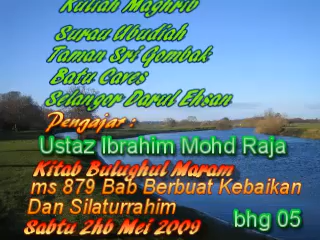 Kuliah Maghrib
Surau Ubudiah
Taman Sri Gombak
Batu Caves
Selangor Darul Ehsan
Pengajar :
Ustaz Ibrahim Mohd Raja
Kitab Bulughul Maram
ms 879 Bab Berbuat Kebaikan
Dan Silaturrahim
Sabtu 2hb Mei 2009
bhg 05